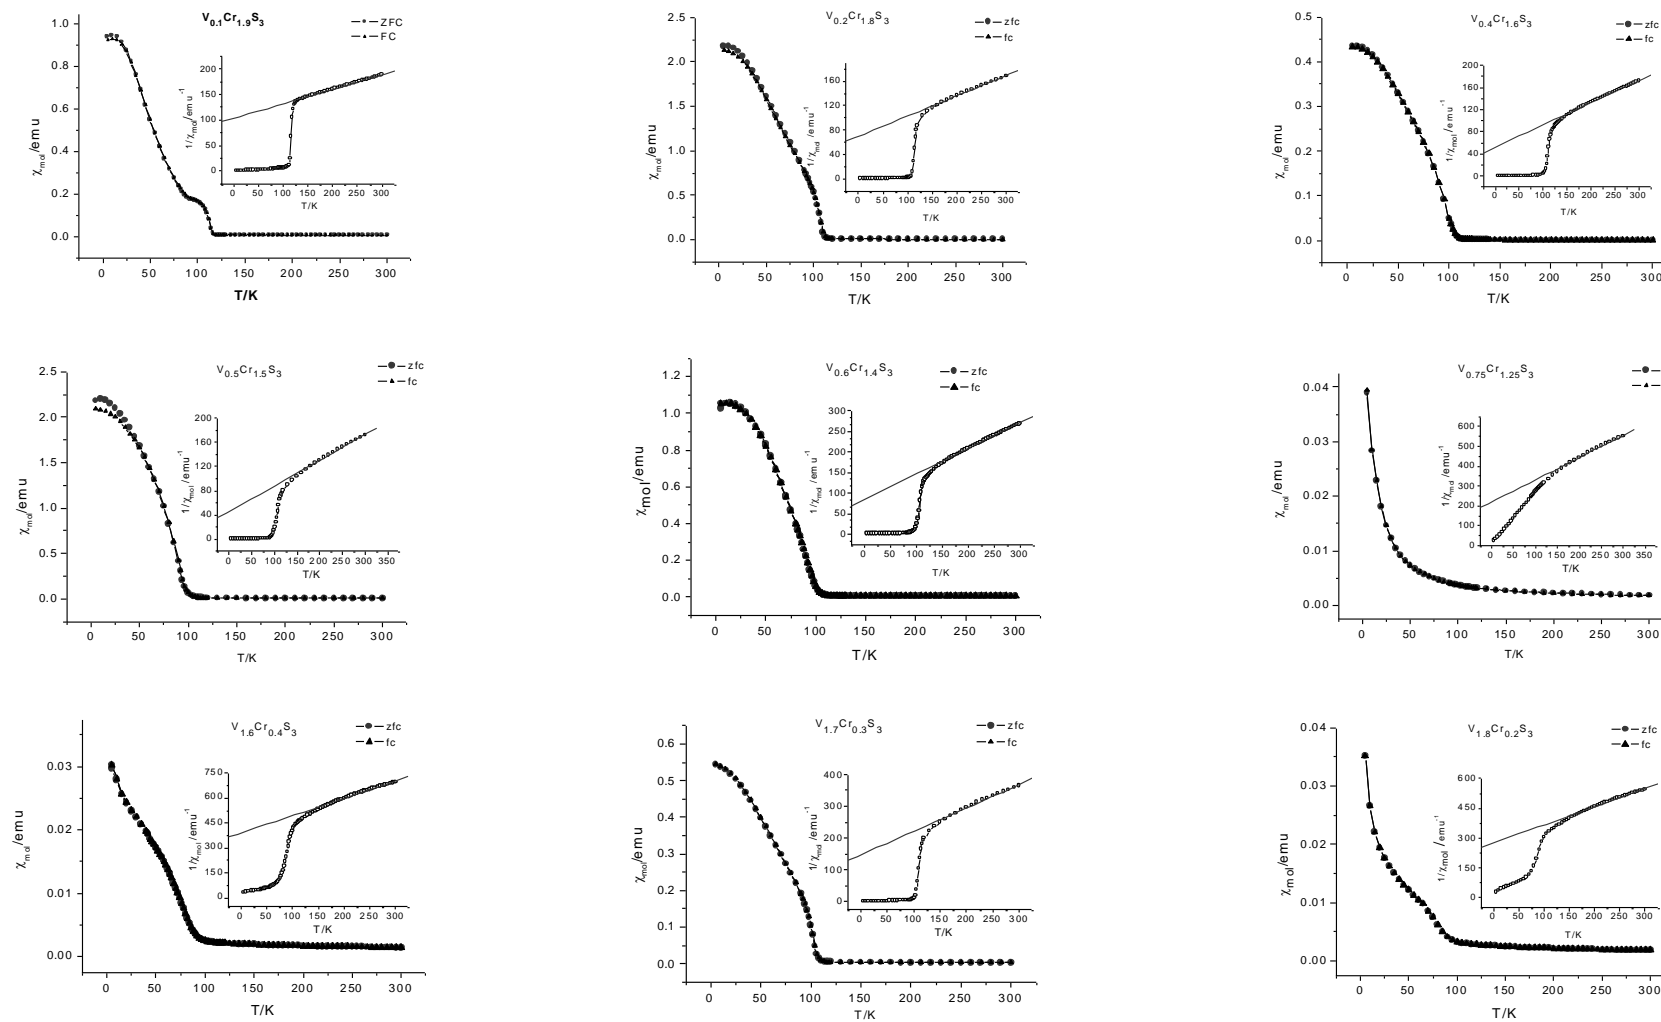 V0.1Cr1.9S3
ZFC
FC
χmol/emu
1.0
0.8
0.6
0.4
0.2
0.0
0 50 100 150 200 250 300
T/K
1/χmol/emu-1
200
150
100
50
0
0 50 100 150 200 250 300
T/K
V0.2Cr1.8S3
zfc
fc
χmol/emu
2.5
2.0
1.5
1.0
0.5
0.0
0 50 100 150 200 250 300
T/K
1/χmol /emu-1
160
120
80
40
0
0 50 100 150 200 250 300
T/K
V0.4Cr1.6S3
zfc
fc
χmol/emu
0.5
0.4
0.3
0.2
0.1
0.0
0 50 100 150 200 250 300
T/K
1/χmol/emu-1
200
160
120
80
40
0
0 50 100 150 200 250 300
T/K
V0.5Cr1.5S3
zfc
fc
χmol/emu
2.5
2.0
1.5
1.0
0.5
0.0
0 50 100 150 200 250 300
T/K
1/χmol/emu-1
200
160
120
80
40
0
0 50 100 150 200 250 300 350
T/K
V0.6Cr1.4S3
zfc
fc
χmol/emu
1.2
1.0
0.8
0.6
0.4
0.2
0.0
0 50 100 150 200 250 300
T/K
1/χmol /emu-1
300
250
200
150
100
50
0
0 50 100 150 200 250 300
T/K
V0.75Cr1.25S3
χmol/emu
0.04
0.03
0.02
0.01
0.00
0 50 100 150 200 250 300
T/K
1/χmol /emu-1
600
500
400
300
200
100
0
0 50 100 150 200 250 300 350
T/K
V1.6Cr0.4S3
zfc
fc
χmol/emu
0.03
0.02
0.01
0.00
0 50 100 150 200 250 300
T/K
1/χmol /emu-1
750
600
450
300
150
0
0 50 100 150 200 250 300
T/K
V1.7Cr0.3S3
zfc
fc
χmol/emu
0.6
0.5
0.4
0.3
0.2
0.1
0.0
0 50 100 150 200 250 300
T/K
1/χmol /emu-1
400
300
200
100
0
0 50 100 150 200 250 300
T/K
V1.8Cr0.2S3
zfc
fc
χmol/emu
0.04
0.03
0.02
0.01
0.00
0 50 100 150 200 250 300
T/K
1/χmol /emu-1
600
450
300
150
0
0 50 100 150 200 250 300
T/K